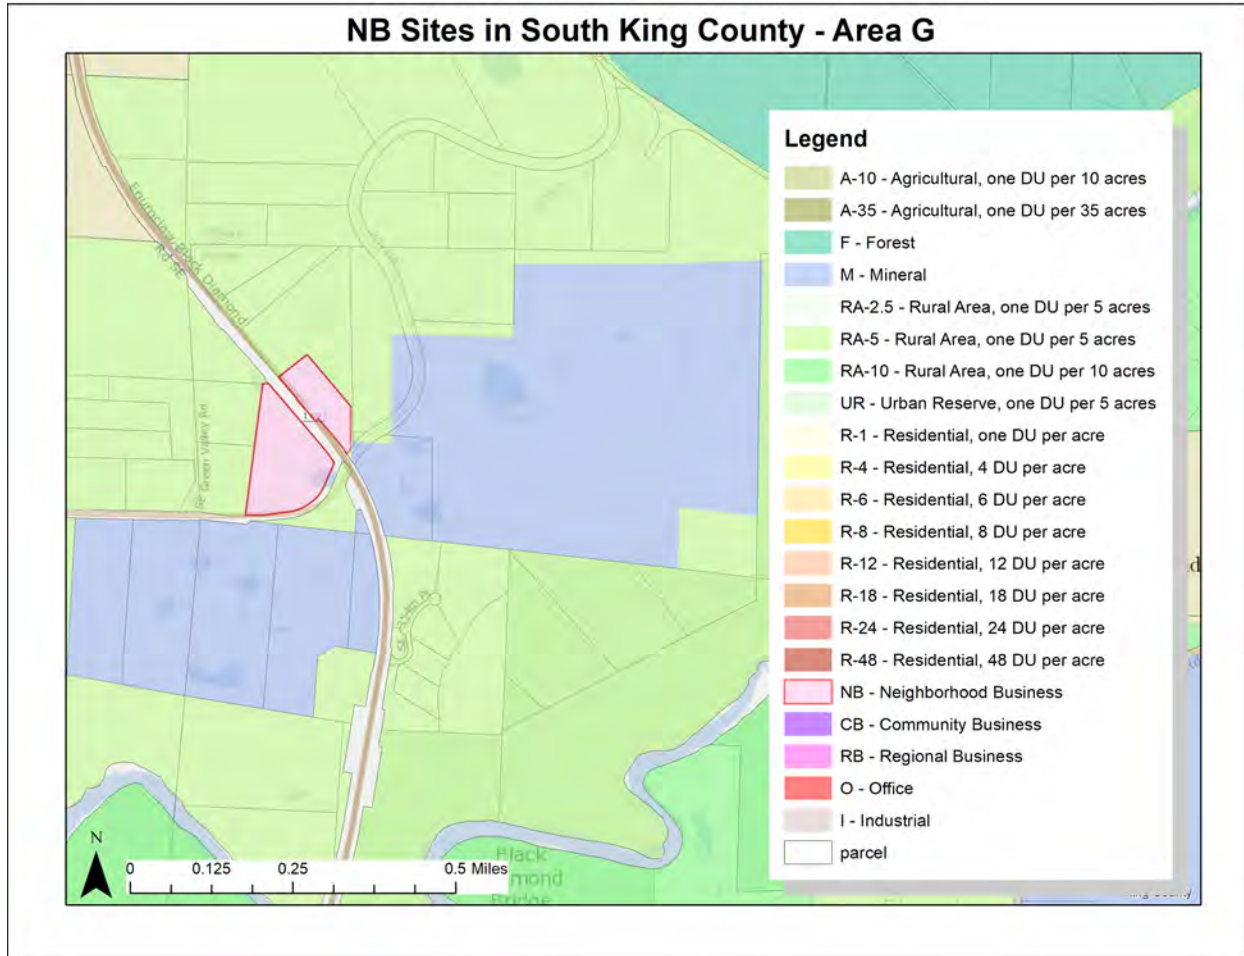 NB Sites in South King County - Area G
Enumclaw Black Diamond
Rd SE
SE Green Valley Rd
Black
mond
Bridge
N
0 0.125 0.25 0.5 Miles
Legend
A-10 - Agricultural, one DU per 10 acres
A-35 - Agricultural, one DU per 35 acres
F - Forest
M - Mineral
RA-2.5 - Rural Area, one DU per 5 acres
RA-5 - Rural Area, one DU per 5 acres
RA-10 - Rural Area, one DU per 10 acres
UR - Urban Reserve, one DU per 5 acres
R-1 - Residential, one DU per acre
R-4 - Residential, 4 DU per acre
R-6 - Residential, 6 DU per acre
R-8 - Residential, 8 DU per acre
R-12 - Residential, 12 DU per acre
R-18 - Residential, 18 DU per acre
R-24 - Residential, 24 DU per acre
R-48 - Residential, 48 DU per acre
NB - Neighborhood Business
CB - Community Business
RB - Regional Business
O - Office
I - Industrial
parcel
County